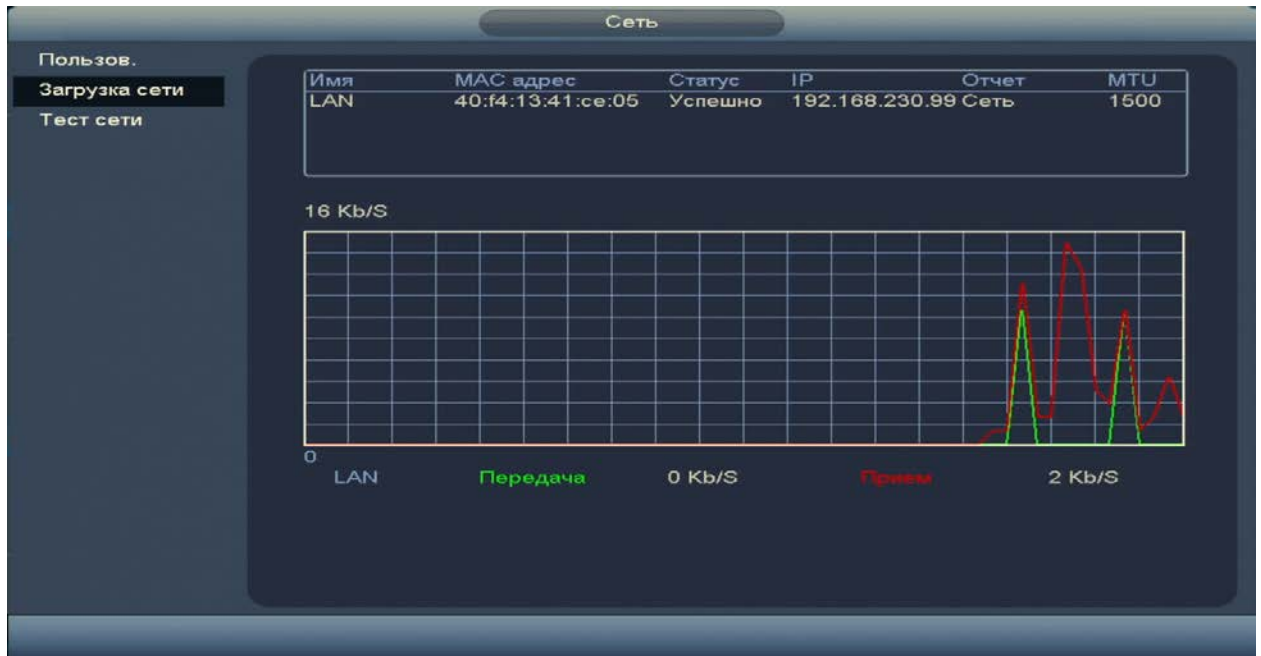 Сеть
Пользов.
Загрузка сети
Тест сети
Имя MAC адрес Статус IP Отчет MTU
LAN 40:f4:13:41:ce:05 Успешно 192.168.230.99 Сеть 1500
16 Kb/S
0
LAN Передача 0 Kb/S Прием 2 Kb/S